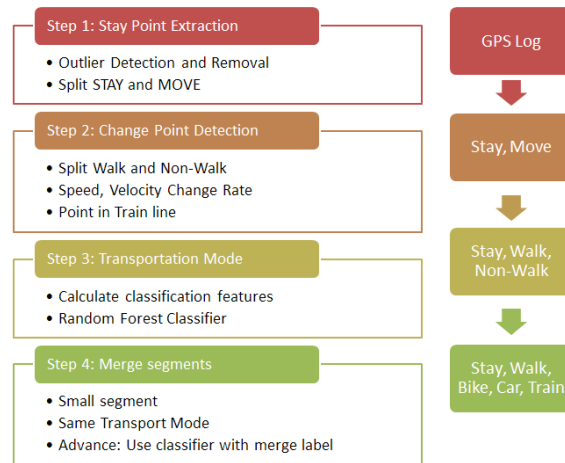 Step 1: Stay Point Extraction
• Outlier Detection and Removal
• Split STAY and MOVE
Step 2: Change Point Detection
• Split Walk and Non-Walk
• Speed, Velocity Change Rate
• Point in Train line
Step 3: Transportation Mode
• Calculate classification features
• Random Forest Classifier
Step 4: Merge segments
• Small segment
• Same Transport Mode
• Advance: Use classifier with merge label
GPS Log
Stay, Move
Stay, Walk,
Non-Walk
Stay, Walk,
Bike, Car, Train